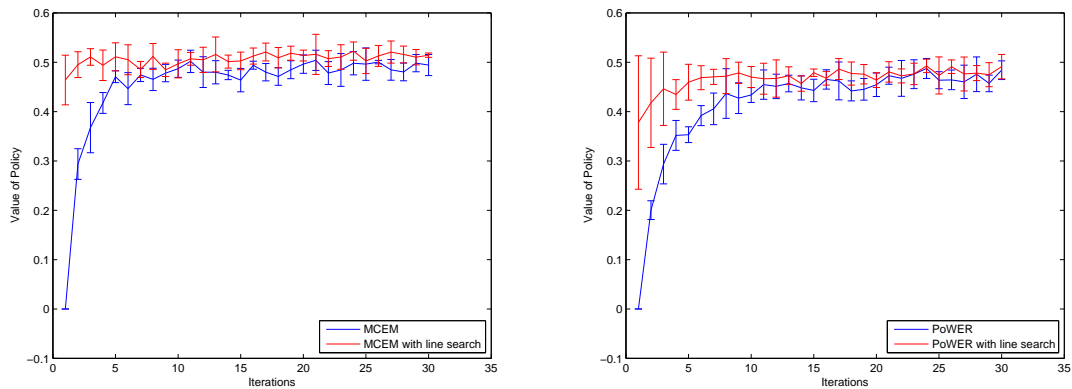 0.6
0.5
0.4
0.3
0.2
0.1
0
−0.1
Value of Policy
0 5 10 15 20 25 30 35
Iterations
MCEM
MCEM with line search
0.6
0.5
0.4
0.3
0.2
0.1
0
−0.1
Value of Policy
0 5 10 15 20 25 30 35
Iterations
PoWER
PoWER with line search